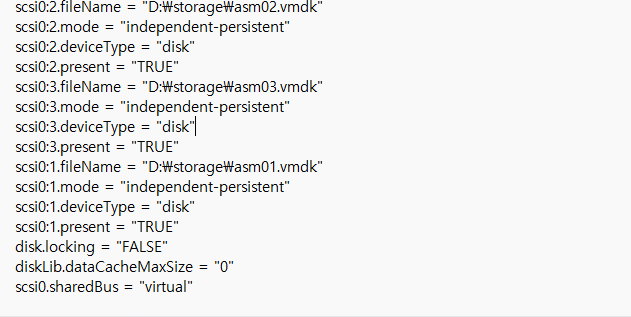 scsi0:2.fileName = "D:₩storage₩asm02.vmdk"
scsi0:2.mode = "independent-persistent"
scsi0:2.deviceType = "disk"
scsi0:2.present = "TRUE"
scsi0:3.fileName = "D:₩storage₩asm03.vmdk"
scsi0:3.mode = "independent-persistent"
scsi0:3.deviceType = "disk"
scsi0:3.present = "TRUE"
scsi0:1.fileName = "D:₩storage₩asm01.vmdk"
scsi0:1.mode = "independent-persistent"
scsi0:1.deviceType = "disk"
scsi0:1.present = "TRUE"
disk.locking = "FALSE"
diskLib.dataCacheMaxSize = "0"
scsi0.sharedBus = "virtual"